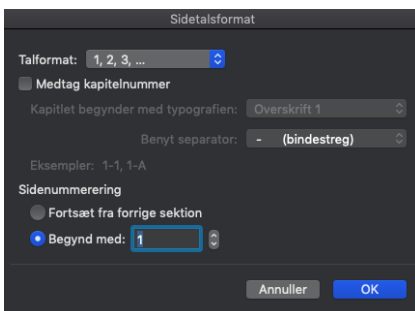 Sidetalsformat
Talformat: 1, 2, 3, ...
Medtag kapitelnummer
Kapitlet begynder med typografien: Overskrift 1
Benyt separator: - (bindestreg)
Eksempler: 1-1, 1-A
Sidenummerering
Fortsæt fra forrige sektion
Begynd med: 1
Annuller OK